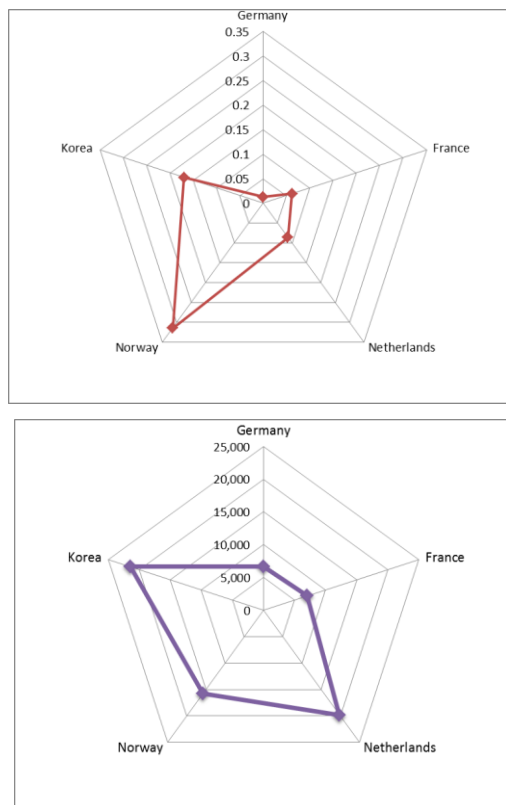 Germany
0.35
0.3
0.25
0.2
0.15
0.1
0.05
0
Korea
France
Norway
Netherlands
Germany
25,000
20,000
15,000
10,000
5,000
0
Korea
France
Norway
Netherlands